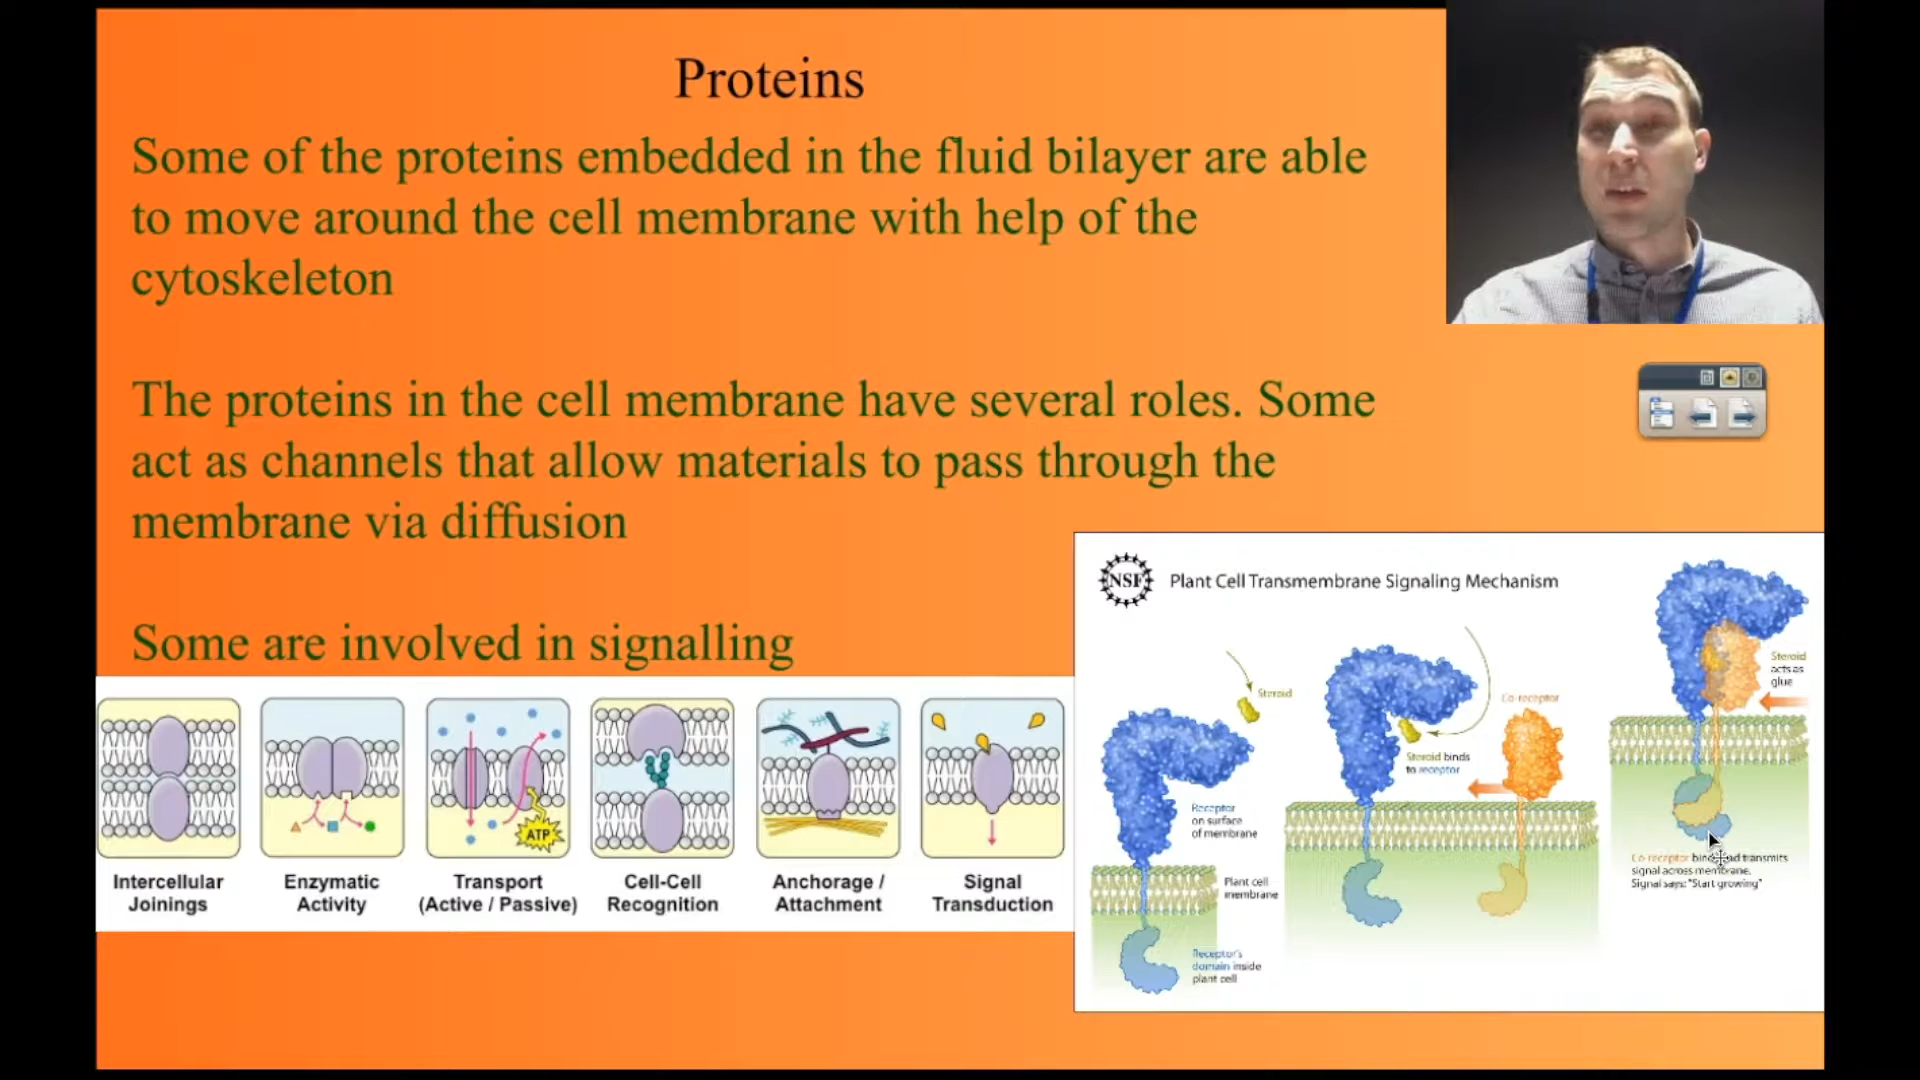 Proteins
Some of the proteins embedded in the fluid bilayer are able
to move around the cell membrane with help of the
cytoskeleton
The proteins in the cell membrane have several roles. Some
act as channels that allow materials to pass through the
membrane via diffusion
Some are involved in signalling
ATP
Intercellular
Joinings
Enzymatic
Activity
Transport
(Active / Passive)
Cell-Cell
Recognition
Anchorage /
Attachment
Signal
Transduction
NSF
Plant Cell Transmembrane Signaling Mechanism
Steroid
Receptor
on surface
of membrane
Plant cell
membrane
Receptor's
domain inside
plant cell
Steroid binds
to receptor
Co-receptor
Steroid
acts as
glue
Co-receptor transmits
signal across membrane.
Signal says: "Start growing"